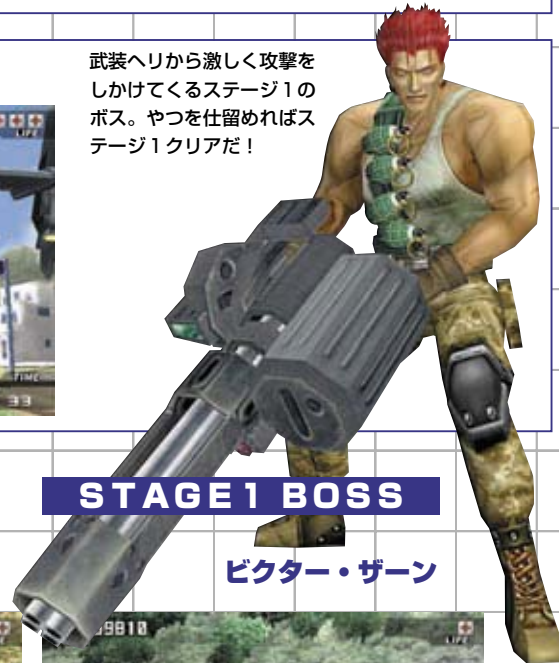 武装ヘリから激しく攻撃を
しかけてくるステージ1の
ボス。やつを仕留めればス
テージ1クリアだ！
LIFE
TIME
33
STAGE1 BOSS
ビクター・ザーン
9810
LIFE
LIFE